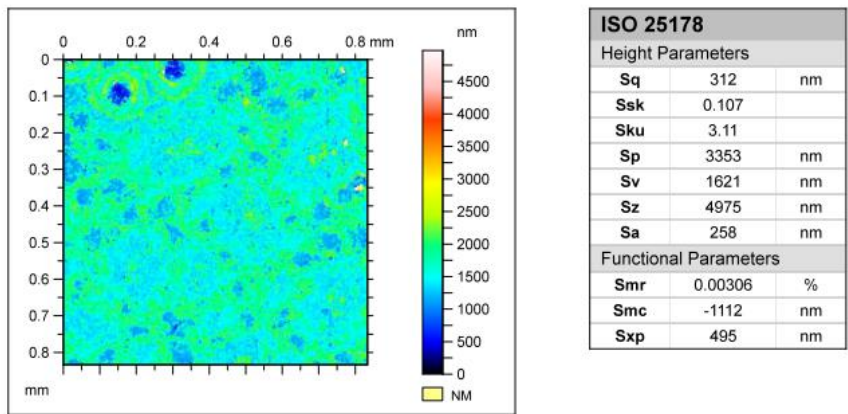 nm
0 0.2 0.4 0.6 0.8 mm
0
0.1
0.2
0.3
0.4
0.5
0.6
0.7
0.8
mm
4500
4000
3500
3000
2500
2000
1500
1000
500
0
NM
ISO 25178
Height Parameters
Sq 312 nm
Ssk 0.107
Sku 3.11
Sp 3353 nm
Sv 1621 nm
Sz 4975 nm
Sa 258 nm
Functional Parameters
Smr 0.00306 %
Smc -1112 nm
Sxp 495 nm